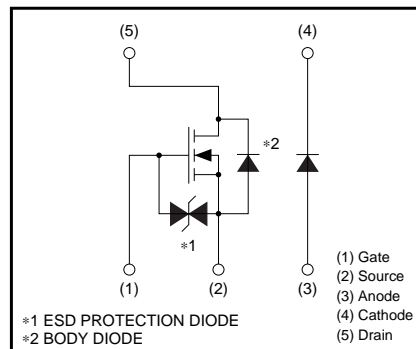 (5) (4)
*2
*1
(1) (2) (3)
(1) Gate
(2) Source
(3) Anode
(4) Cathode
(5) Drain
*1 ESD PROTECTION DIODE
*2 BODY DIODE